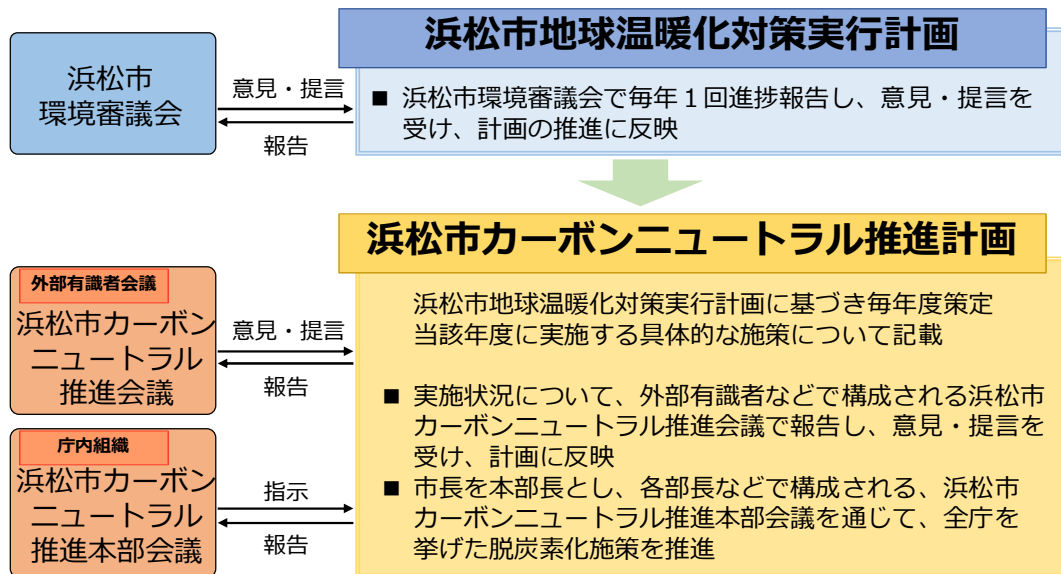 浜松市地球温暖化対策実行計画
浜松市
環境審議会
意見・提言
報告
■ 浜松市環境審議会で毎年１回進捗報告し、意見・提言を
受け、計画の推進に反映
浜松市カーボンニュートラル推進計画
外部有識者会議
浜松市カーボン
ニュートラル
推進会議
意見・提言
報告
浜松市地球温暖化対策実行計画に基づき毎年度策定
当該年度に実施する具体的な施策について記載
■ 実施状況について、外部有識者などで構成される浜松市
カーボンニュートラル推進会議で報告し、意見・提言を
受け、計画に反映
庁内組織
浜松市カーボン
ニュートラル
推進本部会議
指示
報告
■ 市長を本部長とし、各部長などで構成される、浜松市
カーボンニュートラル推進本部会議を通じて、全庁を
挙げた脱炭素化施策を推進